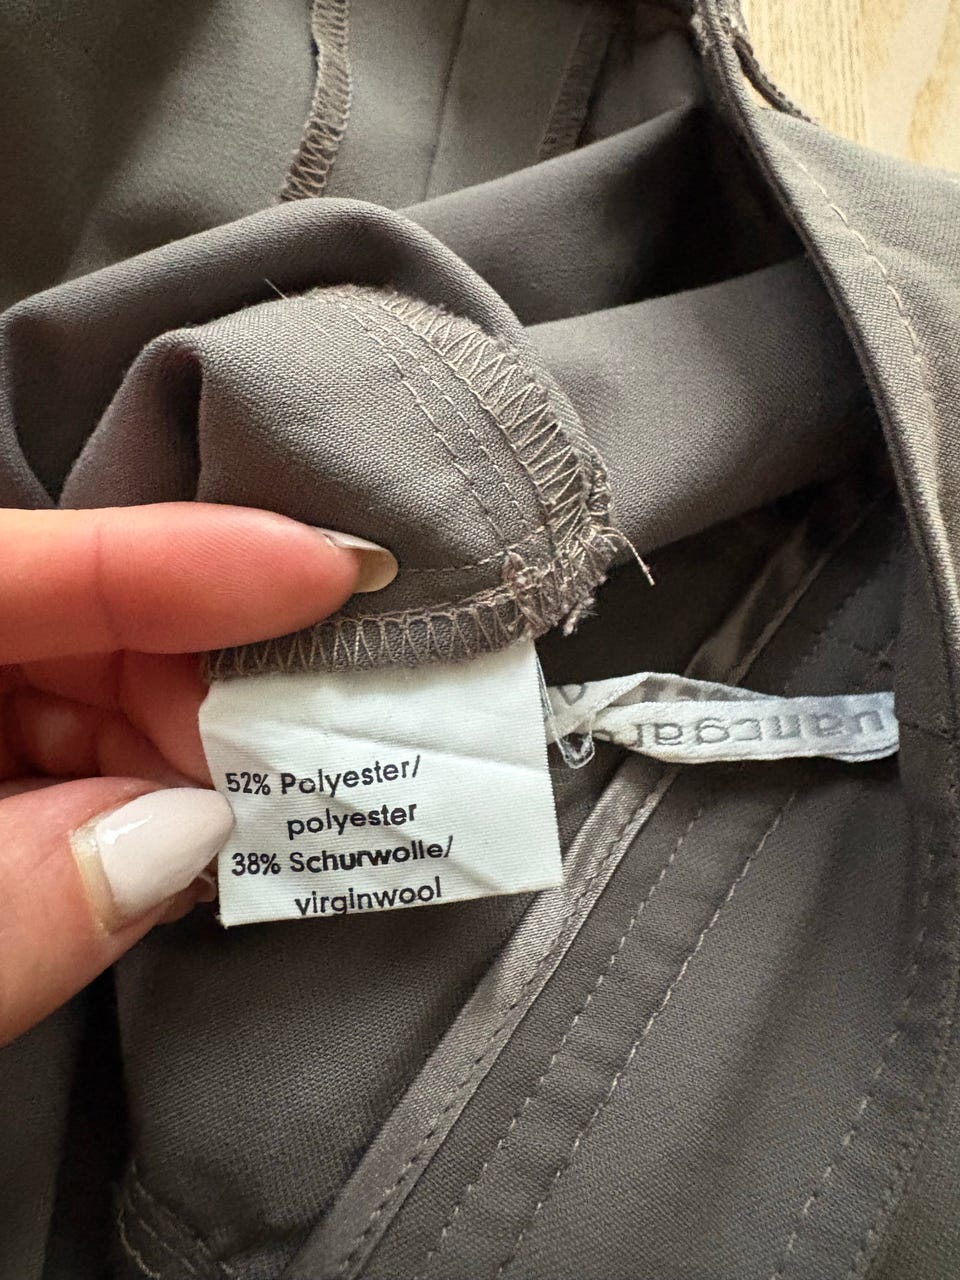 52% Polyester/
polyester
38% Schurwolle/
virginwool